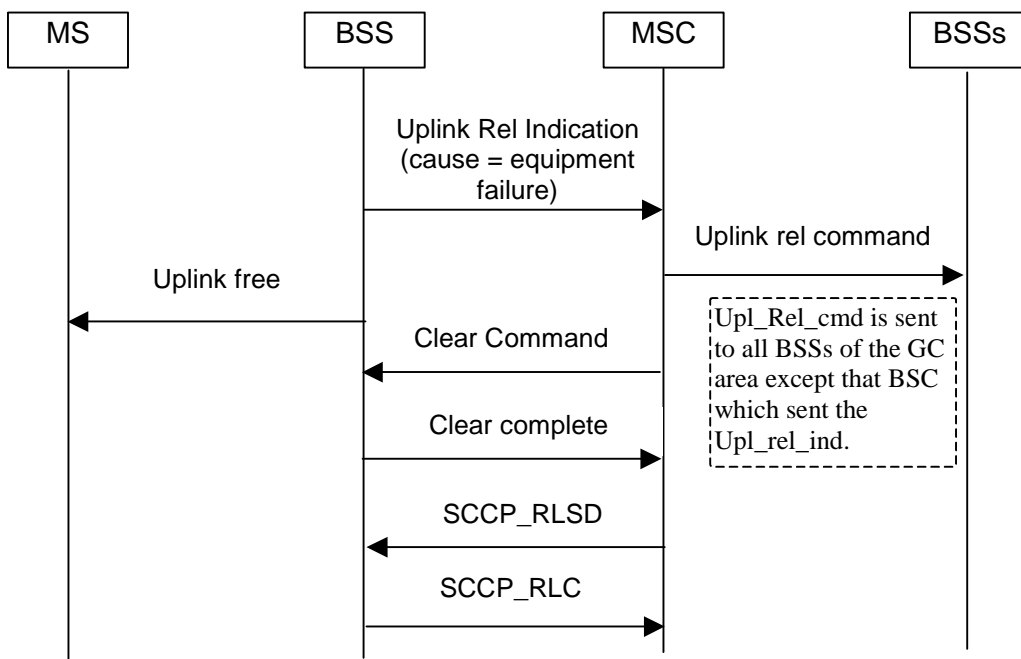 MS
BSS
MSC
BSSs
Uplink Rel Indication
(cause = equipment
failure)
Uplink rel command
Uplink free
Upl_Rel_cmd is sent
to all BSSs of the GC
area except that BSC
which sent the
Upl_rel_ind.
Clear Command
Clear complete
SCCP_RLSD
SCCP_RLC